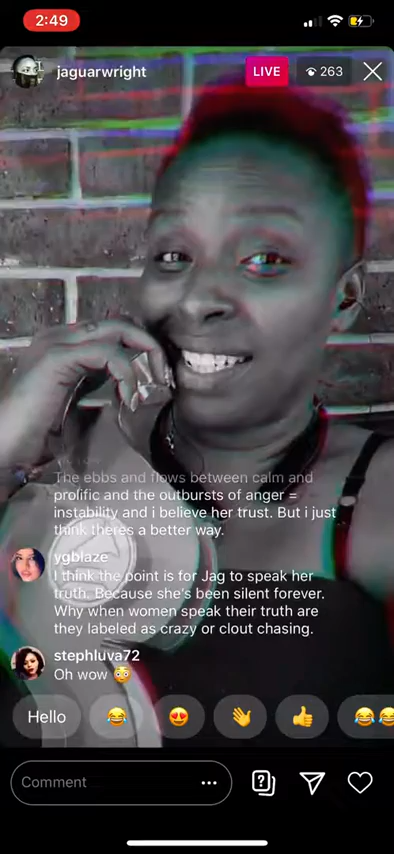 2:49
jaguarwright
LIVE
263
The ebbs and flows between calm and
prolific and the outbursts of anger =
instability and i believe her trust. But i just
think theres a better way.
ygblaze
I think the point is for Jag to speak her
truth. Because she's been silent forever.
Why when women speak their truth are
they labeled as crazy or clout chasing.
stephluva72
Oh wow 😳
Hello 😂 😍 👋 👍 😂😂
Comment